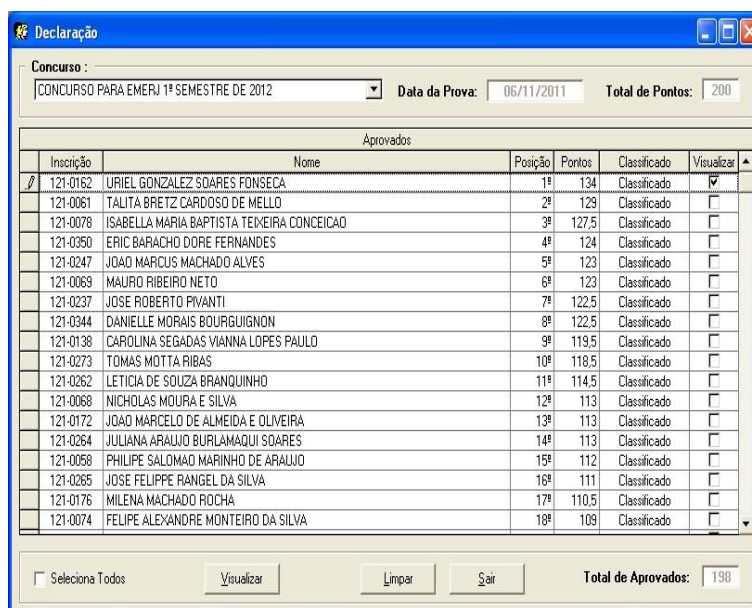 Declaração
Concurso :
CONCURSO PARA EMERJ 1º SEMESTRE DE 2012 Data da Prova: 06/11/2011 Total de Pontos: 200
Aprovados
Inscrição Nome Posição Pontos Classificado Visualizar
121-0162 URIEL GONZALEZ SOARES FONSECA 1º 134 Classificado
121-0061 TALITA BRETZ CARDOSO DE MELLO 2º 129 Classificado
121-0078 ISABELLA MARIA BAPTISTA TEIXEIRA CONCEICAO 3º 127,5 Classificado
121-0350 ERIC BARACHO DORE FERNANDES 4º 124 Classificado
121-0247 JOAO MARCUS MACHADO ALVES 5º 123 Classificado
121-0069 MAURO RIBEIRO NETO 6º 123 Classificado
121-0237 JOSE ROBERTO PIVANTI 7º 122,5 Classificado
121-0344 DANIELLE MORAIS BOURGUIGNON 8º 122,5 Classificado
121-0138 CAROLINA SEGADAS VIANNA LOPES PAULO 9º 119,5 Classificado
121-0273 TOMAS MOTTA RIBAS 10º 118,5 Classificado
121-0262 LETICIA DE SOUZA BRANQUINHO 11º 114,5 Classificado
121-0068 NICHOLAS MOURA E SILVA 12º 113 Classificado
121-0172 JOAO MARCELO DE ALMEIDA E OLIVEIRA 13º 113 Classificado
121-0264 JULIANA ARAUJO BURLAMAQUI SOARES 14º 113 Classificado
121-0058 PHILIPE SALOMAO MARINHO DE ARAUJO 15º 112 Classificado
121-0265 JOSE FELIPPE RANGEL DA SILVA 16º 111 Classificado
121-0176 MILENA MACHADO ROCHA 17º 110,5 Classificado
121-0074 FELIPE ALEXANDRE MONTEIRO DA SILVA 18º 109 Classificado
Seleciona Todos Visualizar Limpar Sair Total de Aprovados: 198